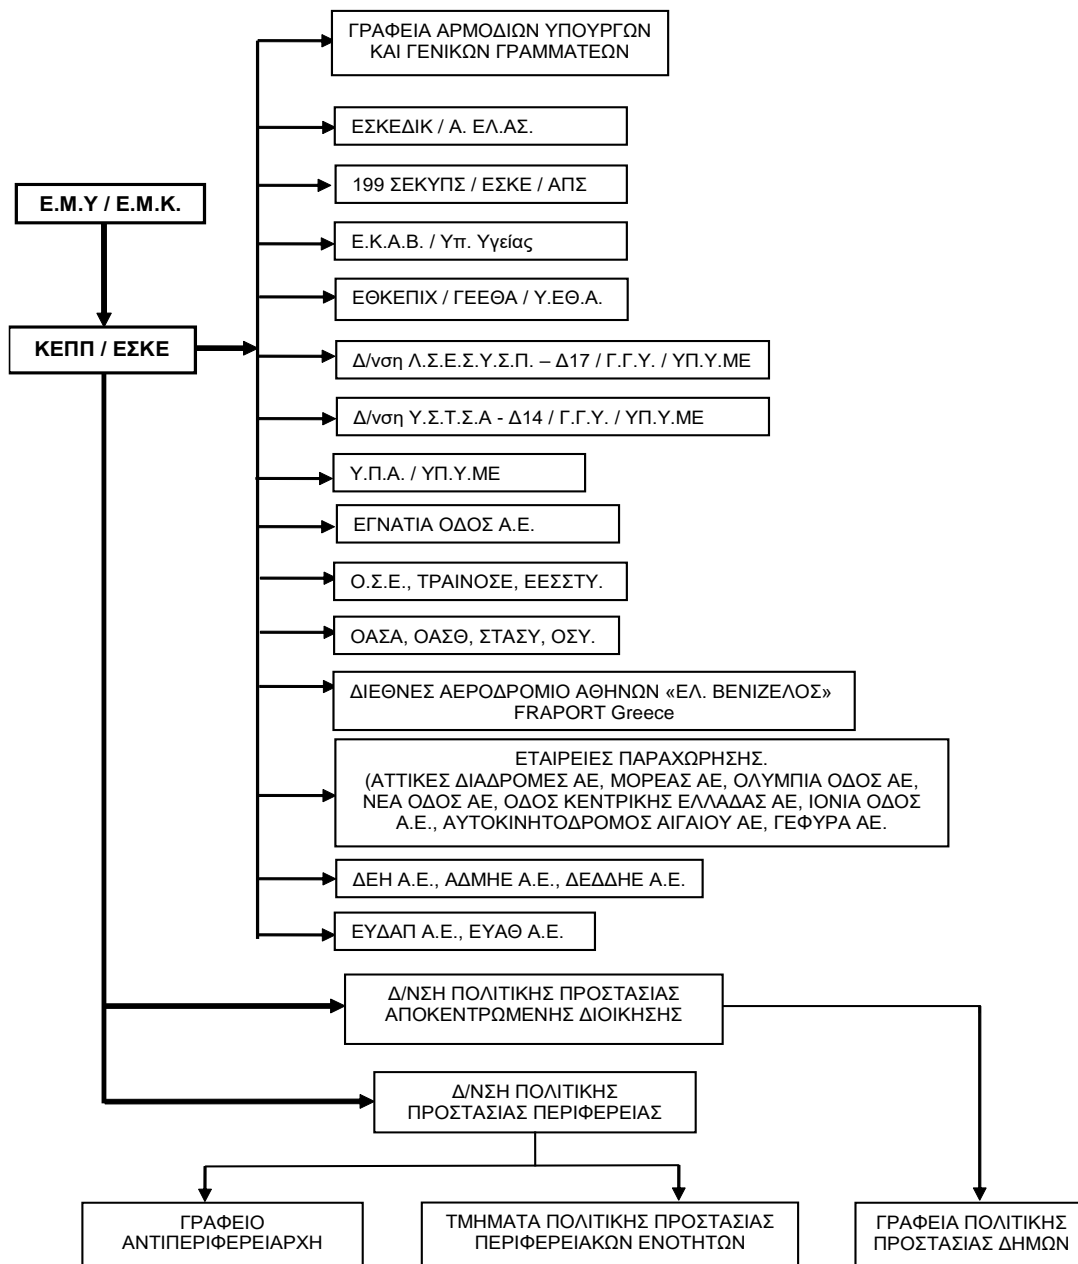 ΓΡΑΦΕΙΑ ΑΡΜΟΔΙΩΝ ΥΠΟΥΡΓΩΝ
ΚΑΙ ΓΕΝΙΚΩΝ ΓΡΑΜΜΑΤΕΩΝ
ΕΣΚΕΔΙΚ / Α. ΕΛ.ΑΣ.
199 ΣΕΚΥΠΣ / ΕΣΚΕ / ΑΠΣ
Ε.Μ.Υ / Ε.Μ.Κ.
Ε.Κ.Α.Β. / Υπ. Υγείας
ΕΘΚΕΠΙΧ / ΓΕΕΘΑ / Υ.ΕΘ.Α.
ΚΕΠΠ / ΕΣΚΕ
Δ/νση Λ.Σ.Ε.Σ.Υ.Σ.Π. – Δ17 / Γ.Γ.Υ. / ΥΠ.Υ.ΜΕ
Δ/νση Υ.Σ.Τ.Σ.Α - Δ14 / Γ.Γ.Υ. / ΥΠ.Υ.ΜΕ
Υ.Π.Α. / ΥΠ.Υ.ΜΕ
ΕΓΝΑΤΙΑ ΟΔΟΣ Α.Ε.
Ο.Σ.Ε., ΤΡΑΙΝΟΣΕ, ΕΕΣΣΤΥ.
ΟΑΣΑ, ΟΑΣΘ, ΣΤΑΣΥ, ΟΣΥ.
ΔΙΕΘΝΕΣ ΑΕΡΟΔΡΟΜΙΟ ΑΘΗΝΩΝ «ΕΛ. ΒΕΝΙΖΕΛΟΣ»
FRAPORT Greece
ΕΤΑΙΡΕΙΕΣ ΠΑΡΑΧΩΡΗΣΗΣ.
(ΑΤΤΙΚΕΣ ΔΙΑΔΡΟΜΕΣ ΑΕ, ΜΟΡΕΑΣ ΑΕ, ΟΛΥΜΠΙΑ ΟΔΟΣ ΑΕ,
ΝΕΑ ΟΔΟΣ ΑΕ, ΟΔΟΣ ΚΕΝΤΡΙΚΗΣ ΕΛΛΑΔΑΣ ΑΕ, ΙΟΝΙΑ ΟΔΟΣ
Α.Ε., ΑΥΤΟΚΙΝΗΤΟΔΡΟΜΟΣ ΑΙΓΑΙΟΥ ΑΕ, ΓΕΦΥΡΑ ΑΕ.
ΔΕΗ Α.Ε., ΑΔΜΗΕ Α.Ε., ΔΕΔΔΗΕ Α.Ε.
ΕΥΔΑΠ Α.Ε., ΕΥΑΘ Α.Ε.
Δ/ΝΣΗ ΠΟΛΙΤΙΚΗΣ ΠΡΟΣΤΑΣΙΑΣ
ΑΠΟΚΕΝΤΡΩΜΕΝΗΣ ΔΙΟΙΚΗΣΗΣ
Δ/ΝΣΗ ΠΟΛΙΤΙΚΗΣ
ΠΡΟΣΤΑΣΙΑΣ ΠΕΡΙΦΕΡΕΙΑΣ
ΓΡΑΦΕΙΟ
ΑΝΤΙΠΕΡΙΦΕΡΕΙΑΡΧΗ
ΤΜΗΜΑΤΑ ΠΟΛΙΤΙΚΗΣ ΠΡΟΣΤΑΣΙΑΣ
ΠΕΡΙΦΕΡΕΙΑΚΩΝ ΕΝΟΤΗΤΩΝ
ΓΡΑΦΕΙΑ ΠΟΛΙΤΙΚΗΣ
ΠΡΟΣΤΑΣΙΑΣ ΔΗΜΩΝ